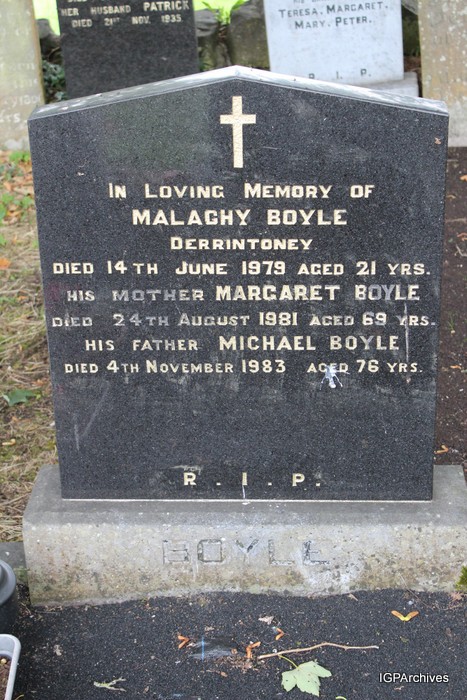 HER HUSBAND PATRICK
DIED 21ST NOV. 1935
TERESA, MARGARET,
MARY, PETER.
R. I. P.
IN LOVING MEMORY OF
MALAGHY BOYLE
DERRINTONEY
DIED 14TH JUNE 1979 AGED 21 YRS.
HIS MOTHER MARGARET BOYLE
DIED 24TH AUGUST 1981 AGED 69 YRS.
HIS FATHER MICHAEL BOYLE
DIED 4TH NOVEMBER 1983 AGED 76 YRS.
R. I. P.
BOYLE
IGPArchives